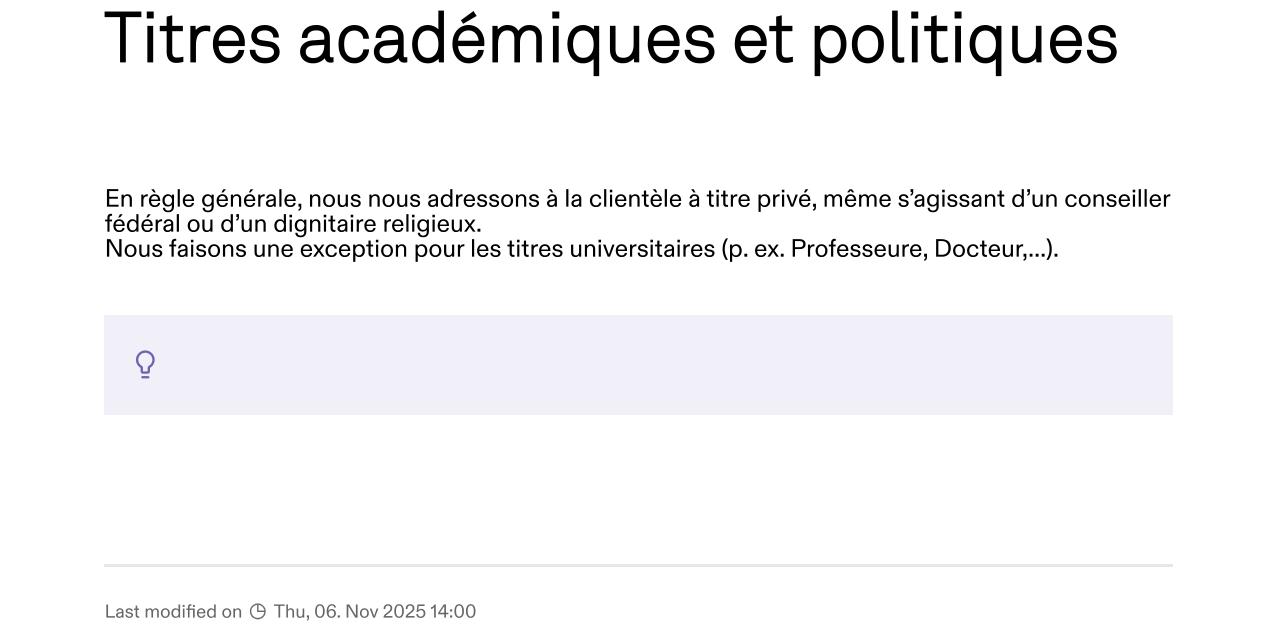 Titres académiques et politiques
En règle générale, nous nous adressons à la clientèle à titre privé, même s’agissant d’un conseiller
fédéral ou d’un dignitaire religieux.
Nous faisons une exception pour les titres universitaires (p. ex. Professeure, Docteur,...).
Last modified on Thu, 06. Nov 2025 14:00